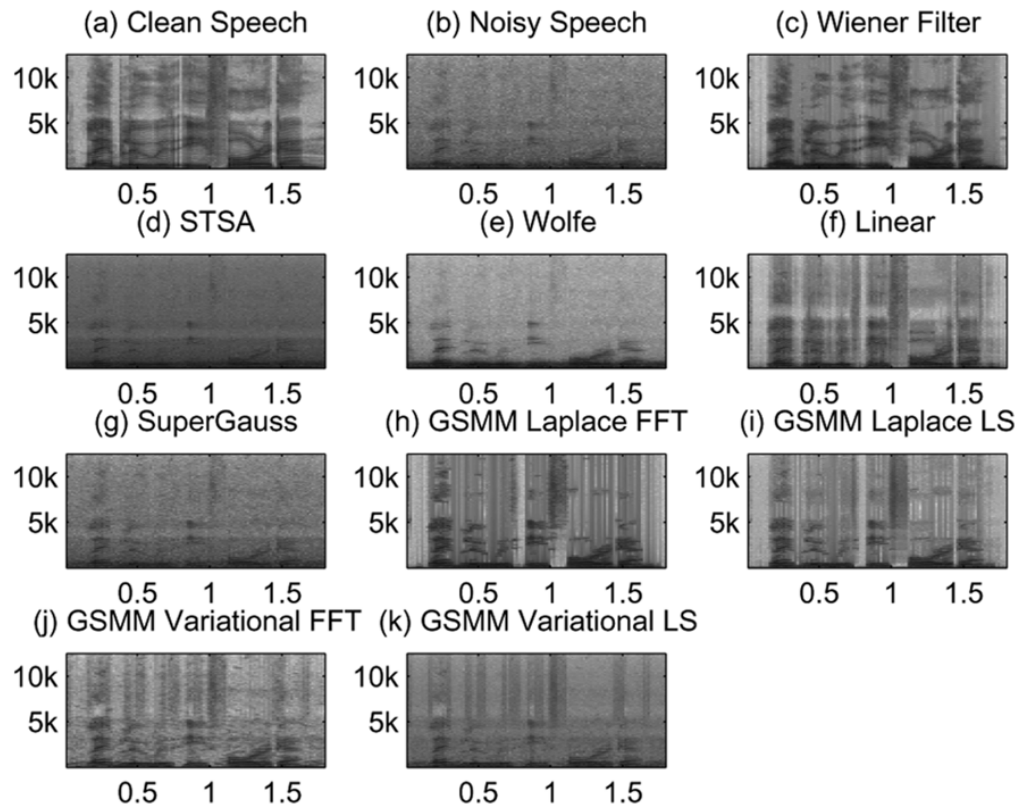 (a) Clean Speech (b) Noisy Speech (c) Wiener Filter
10k 10k 10k
5k 5k 5k
0.5 1 1.5 0.5 1 1.5 0.5 1 1.5
(d) STSA (e) Wolfe (f) Linear
10k 10k 10k
5k 5k 5k
0.5 1 1.5 0.5 1 1.5 0.5 1 1.5
(g) SuperGauss (h) GSMM Laplace FFT (i) GSMM Laplace LS
10k 10k 10k
5k 5k 5k
0.5 1 1.5 0.5 1 1.5 0.5 1 1.5
(j) GSMM Variational FFT (k) GSMM Variational LS
10k 10k
5k 5k
0.5 1 1.5 0.5 1 1.5